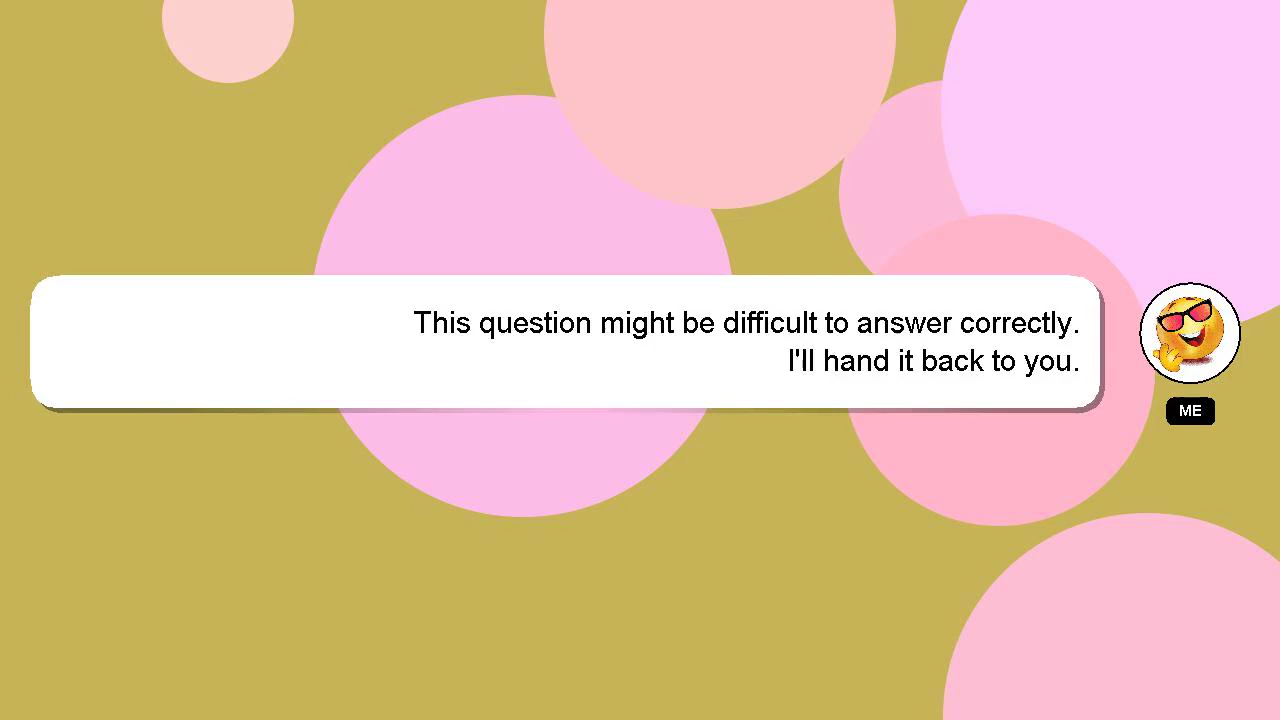 This question might be difficult to answer correctly.
I'll hand it back to you.
ME